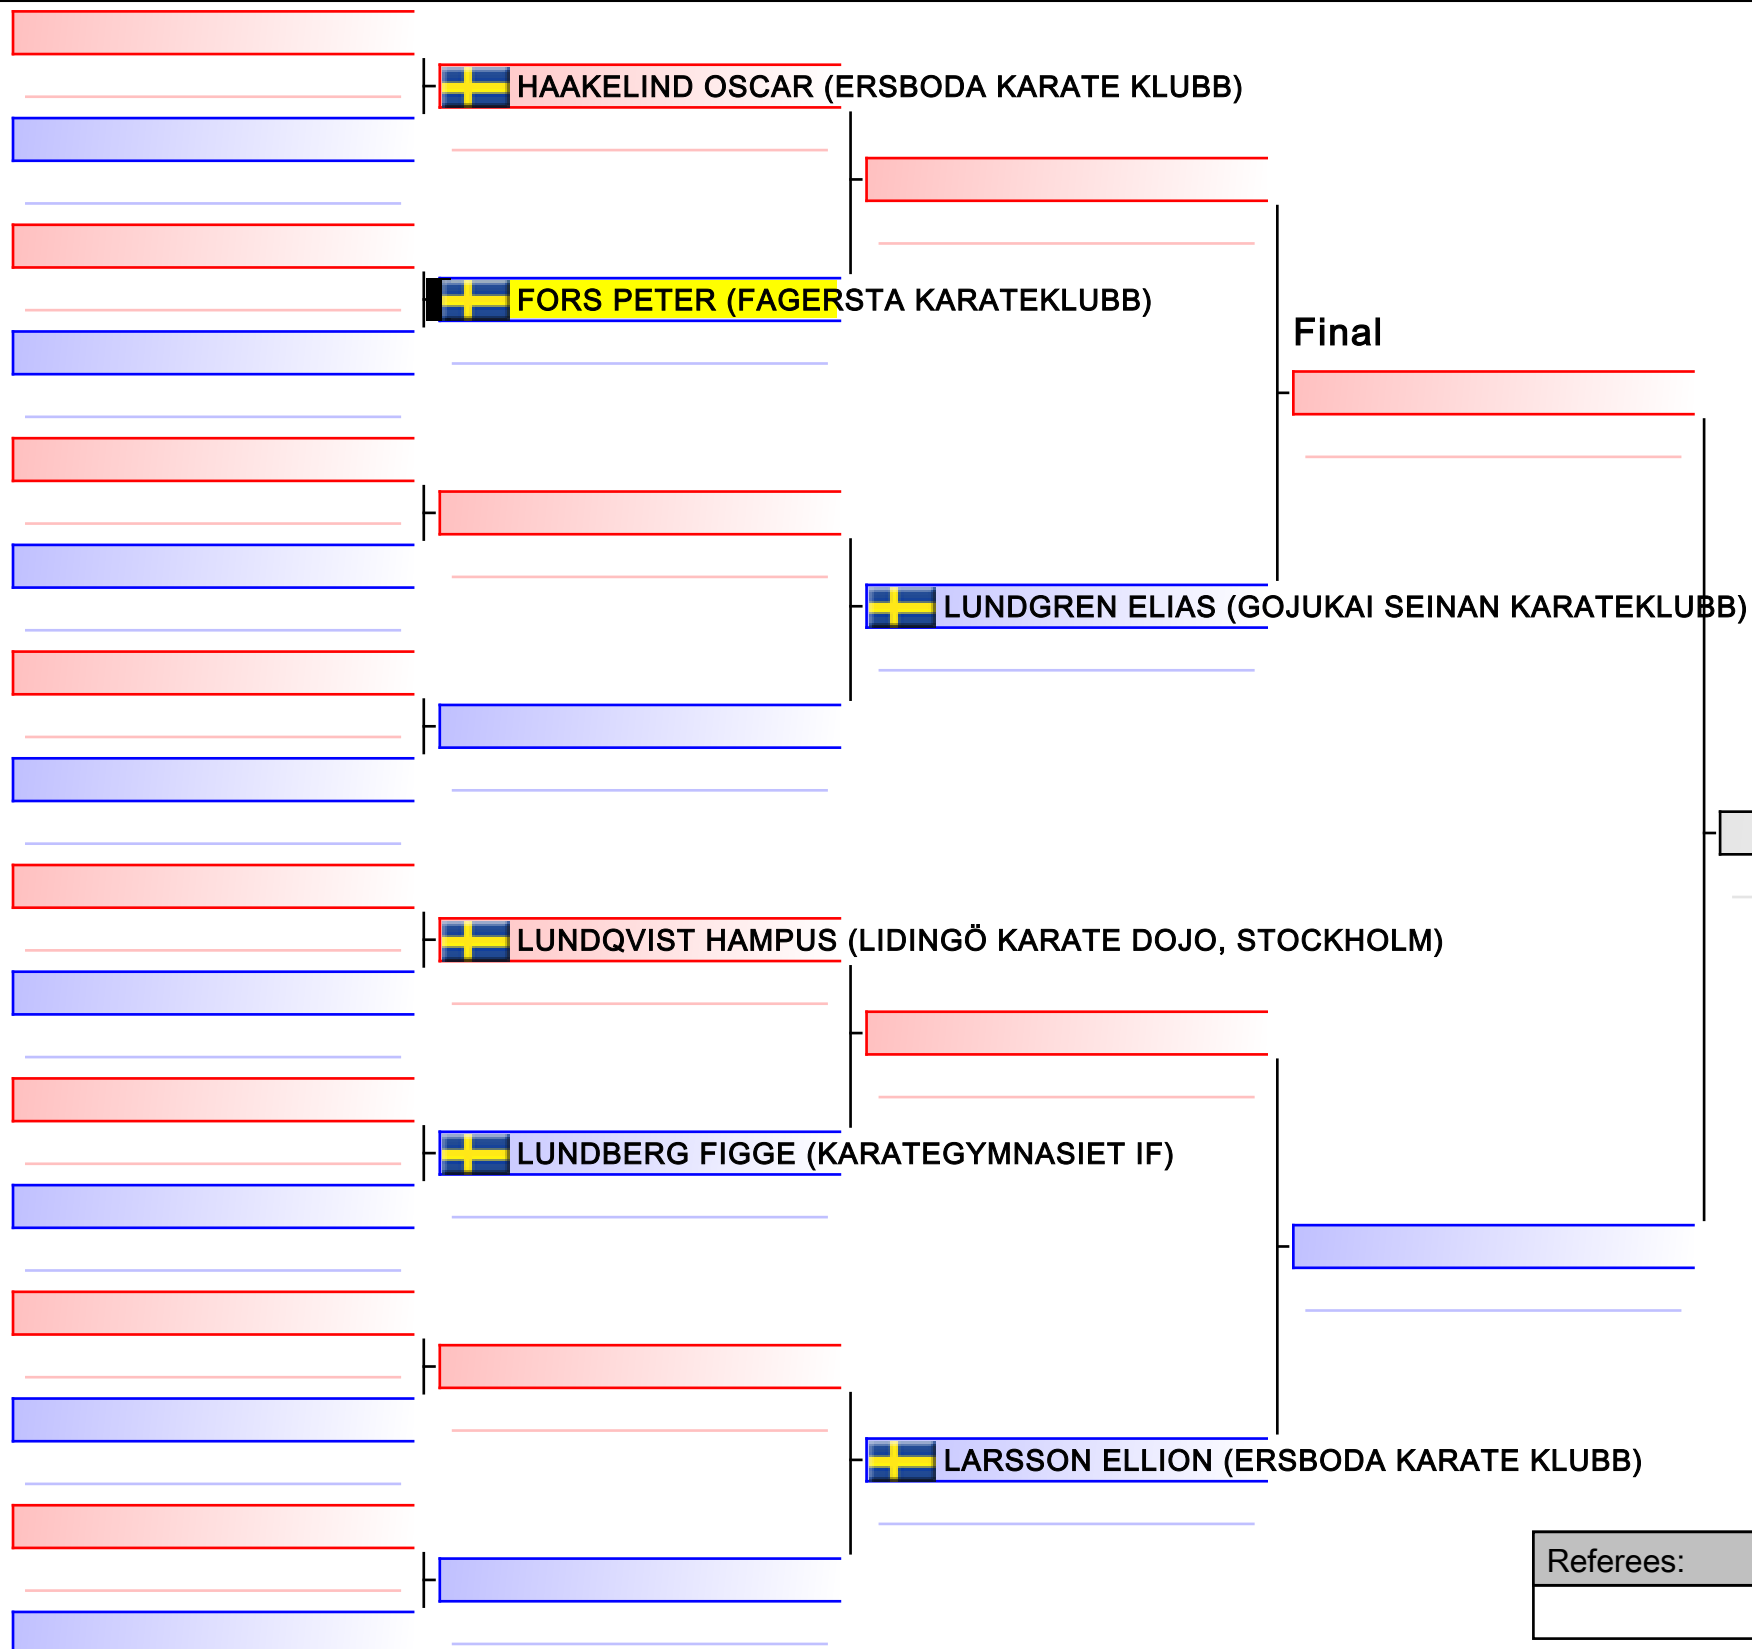 HAAKELIND OSCAR (ERSBODA KARATE KLUBB)
FORS PETER (FAGERSTA KARATEKLUBB)
Final
LUNDGREN ELIAS (GOJUKAI SEINAN KARATEKLUBB)
LUNDQVIST HAMPUS (LIDINGÖ KARATE DOJO, STOCKHOLM)
LUNDBERG FIGGE (KARATEGYMNASIET IF)
LARSSON ELLION (ERSBODA KARATE KLUBB)
Referees: